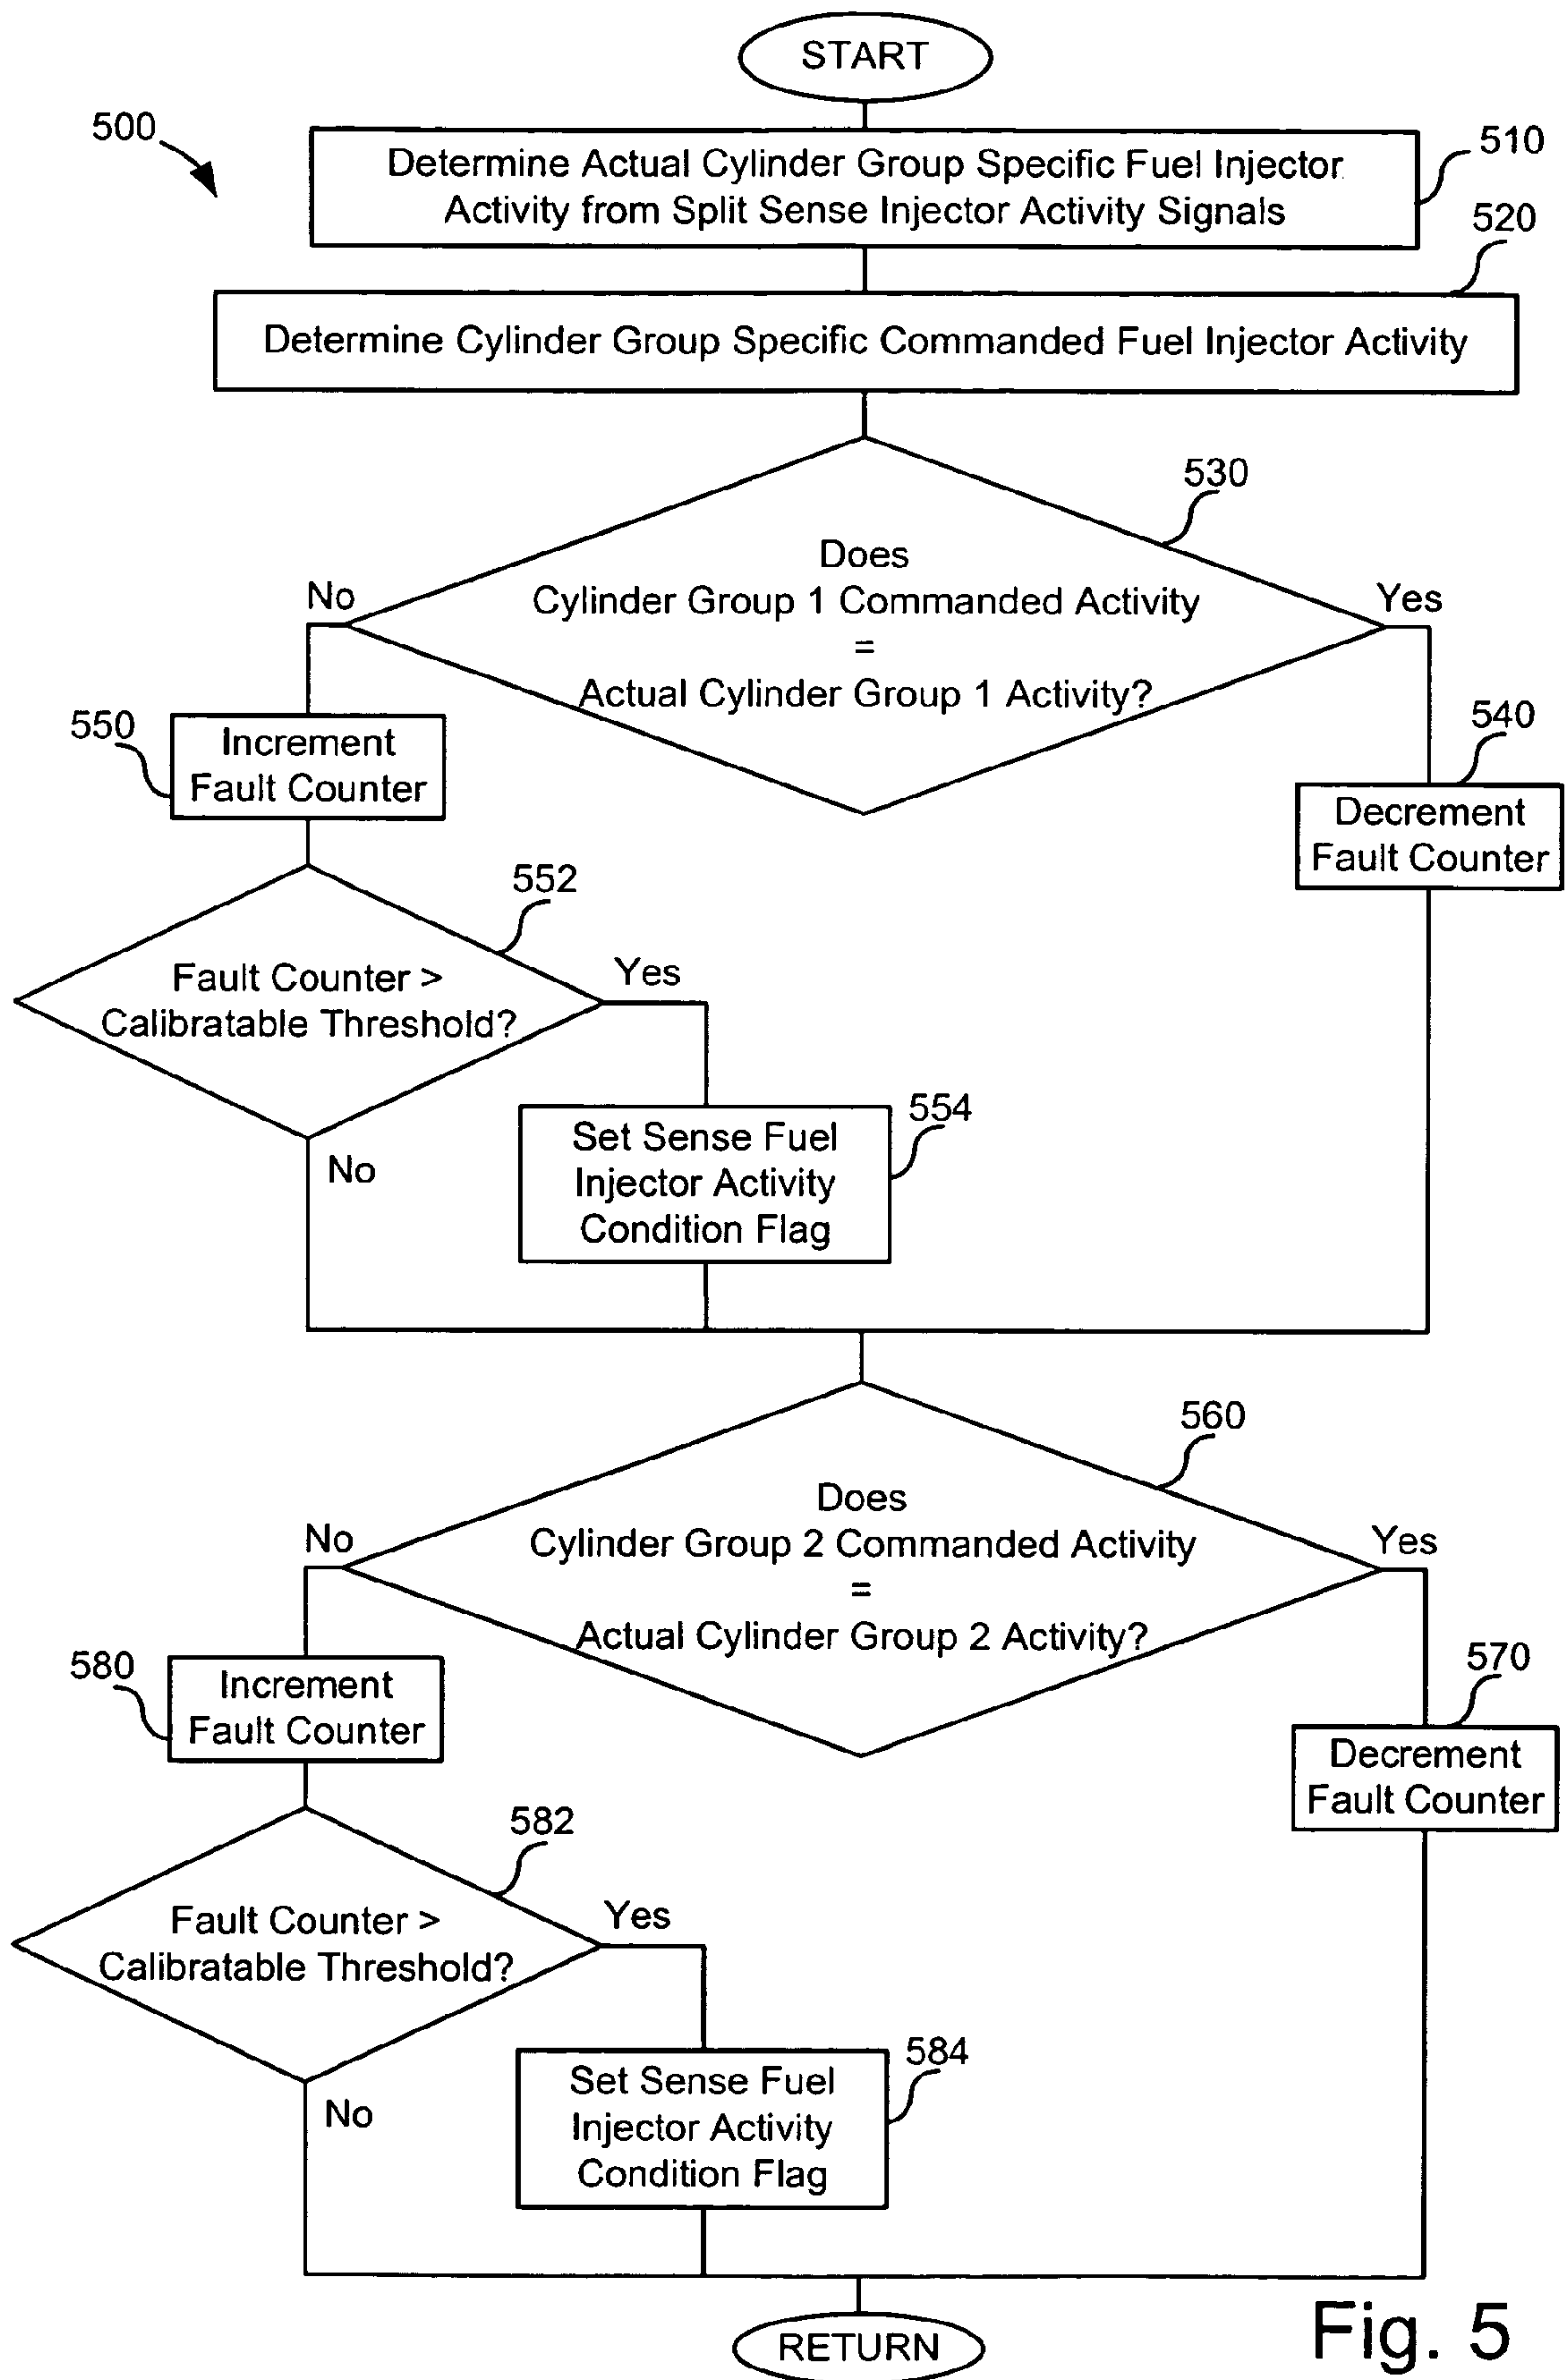 START
500
Determine Actual Cylinder Group Specific Fuel Injector
Activity from Split Sense Injector Activity Signals
510
520
Determine Cylinder Group Specific Commanded Fuel Injector Activity
530
Does
Cylinder Group 1 Commanded Activity
=
Actual Cylinder Group 1 Activity?
No
Yes
550
Increment
Fault Counter
540
Decrement
Fault Counter
552
Fault Counter >
Calibratable Threshold?
Yes
No
554
Set Sense Fuel
Injector Activity
Condition Flag
560
Does
Cylinder Group 2 Commanded Activity
=
Actual Cylinder Group 2 Activity?
No
Yes
580
Increment
Fault Counter
570
Decrement
Fault Counter
582
Fault Counter >
Calibratable Threshold?
Yes
No
584
Set Sense Fuel
Injector Activity
Condition Flag
RETURN
Fig. 5